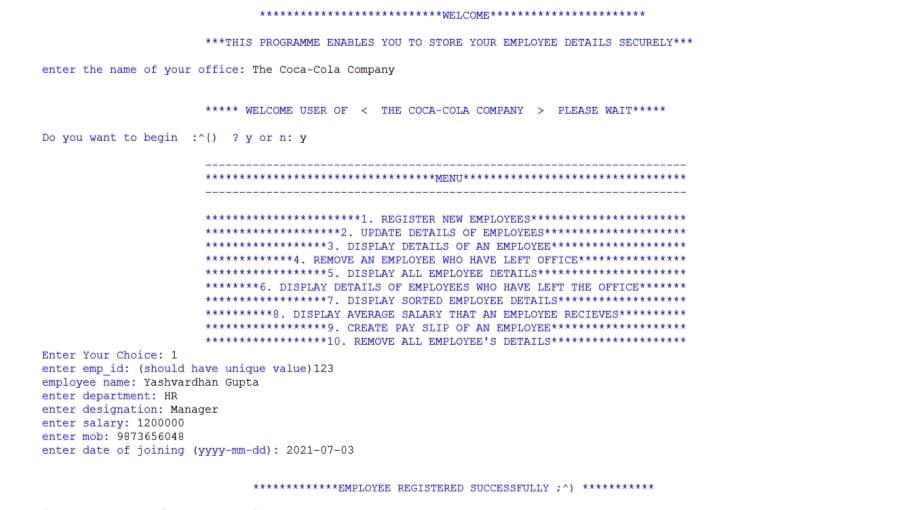 ***************************WELCOME***********************
***THIS PROGRAMME ENABLES YOU TO STORE YOUR EMPLOYEE DETAILS SECURELY***
enter the name of your office: The Coca-Cola Company
***** WELCOME USER OF  <  THE COCA-COLA COMPANY  >  PLEASE WAIT*****
Do you want to begin  :^()  ? y or n: y
-----------------------------------------------------------------------
**********************************MENU*********************************
-----------------------------------------------------------------------
***********************1. REGISTER NEW EMPLOYEES***********************
********************2. UPDATE DETAILS OF EMPLOYEES*********************
******************3. DISPLAY DETAILS OF AN EMPLOYEE********************
*************4. REMOVE AN EMPLOYEE WHO HAVE LEFT OFFICE****************
******************5. DISPLAY ALL EMPLOYEE DETAILS**********************
********6. DISPLAY DETAILS OF EMPLOYEES WHO HAVE LEFT THE OFFICE*******
******************7. DISPLAY SORTED EMPLOYEE DETAILS*******************
**********8. DISPLAY AVERAGE SALARY THAT AN EMPLOYEE RECIEVES**********
******************9. CREATE PAY SLIP OF AN EMPLOYEE********************
******************10. REMOVE ALL EMPLOYEE'S DETAILS********************
Enter Your Choice: 1
enter emp_id: (should have unique value)123
employee name: Yashvardhan Gupta
enter department: HR
enter designation: Manager
enter salary: 1200000
enter mob: 9873656048
enter date of joining (yyyy-mm-dd): 2021-07-03
*************EMPLOYEE REGISTERED SUCCESSFULLY ;^) ***********